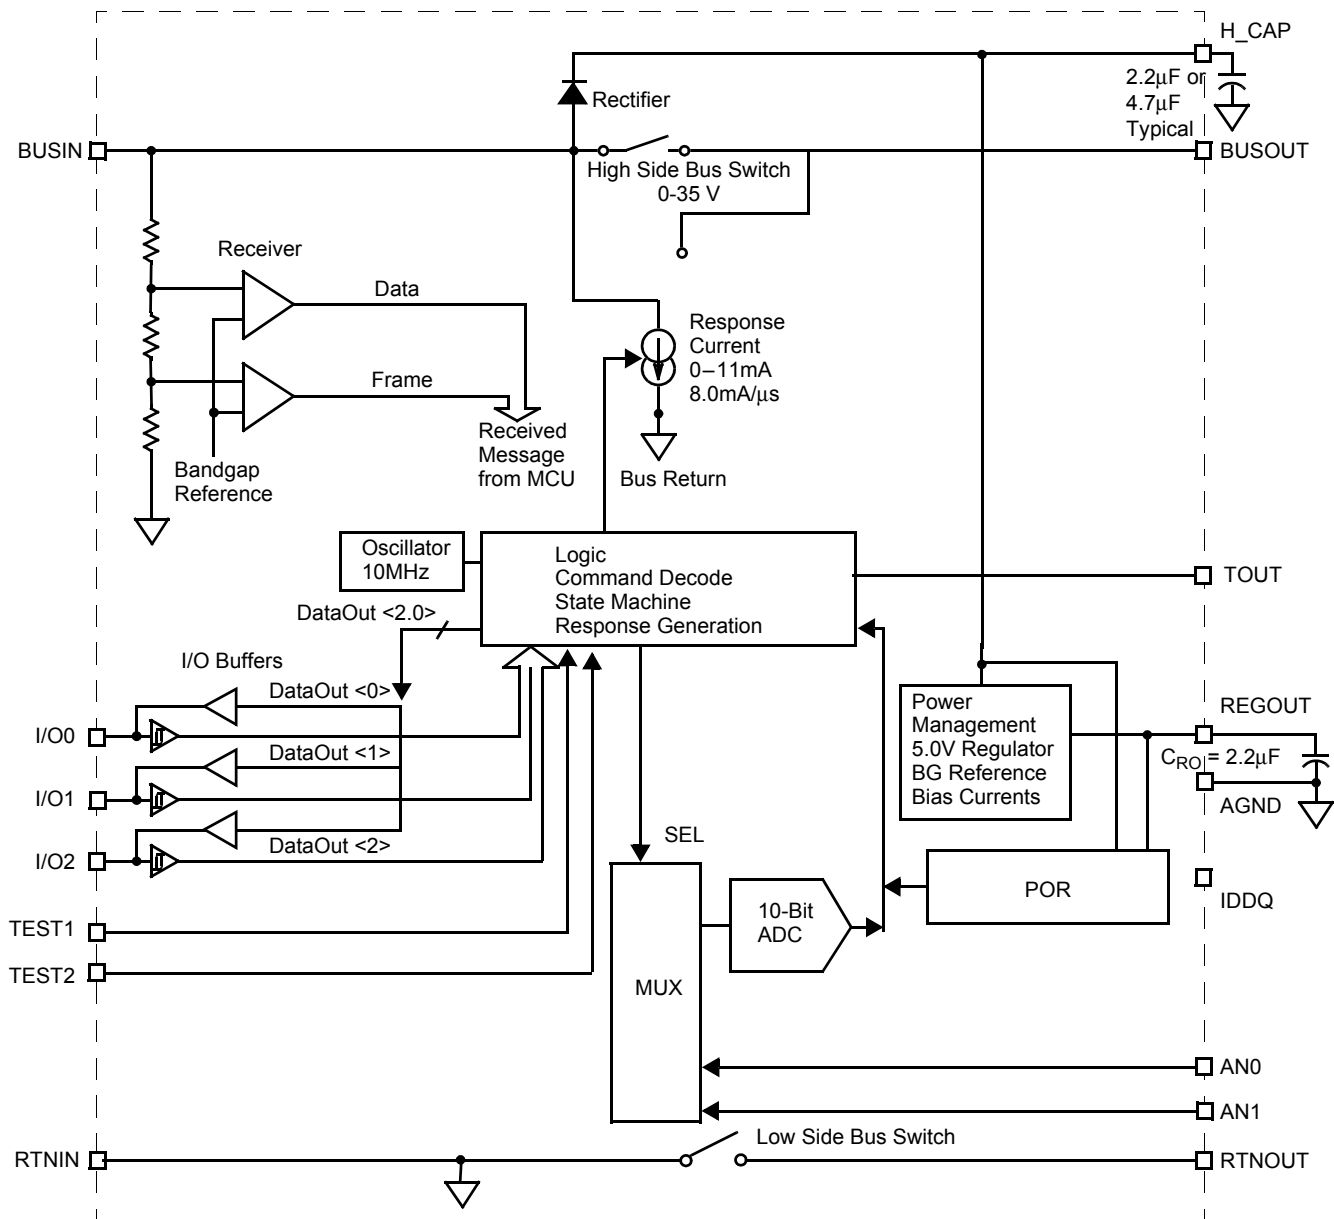 H_CAP
2.2μF or
4.7μF
Typical
Rectifier
BUSIN
BUSOUT
High Side Bus Switch
0-35 V
Receiver
Data
Response
Current
0–11mA
8.0mA/μs
Frame
Received
Message
from MCU
Bus Return
Bandgap
Reference
Oscillator
10MHz
Logic
Command Decode
State Machine
Response Generation
TOUT
DataOut <2.0>
I/O Buffers
DataOut <0>
I/O0
DataOut <1>
I/O1
DataOut <2>
I/O2
Power
Management
5.0V Regulator
BG Reference
Bias Currents
REGOUT
CRO = 2.2μF
AGND
SEL
POR
IDDQ
10-Bit
ADC
TEST1
TEST2
MUX
AN0
AN1
RTNIN
Low Side Bus Switch
RTNOUT